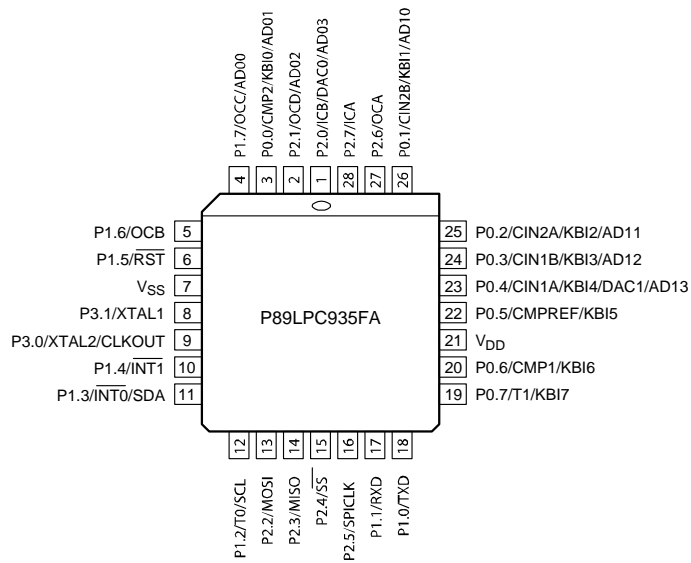 P1.7/OCC/AD00
P0.0/CMP2/KBI0/AD01
P2.1/OCD/AD02
P2.0/ICB/DAC0/AD03
P2.7/ICA
P2.6/OCA
P0.1/CIN2B/KBI1/AD10
4
3
2
1
28
27
26
P1.6/OCB 5
P1.5/R̅S̅T̅ 6
VSS 7
P3.1/XTAL1 8
P3.0/XTAL2/CLKOUT 9
P1.4/I̅N̅T̅1̅ 10
P1.3/I̅N̅T̅0̅/SDA 11
P89LPC935FA
25 P0.2/CIN2A/KBI2/AD11
24 P0.3/CIN1B/KBI3/AD12
23 P0.4/CIN1A/KBI4/DAC1/AD13
22 P0.5/CMPREF/KBI5
21 VDD
20 P0.6/CMP1/KBI6
19 P0.7/T1/KBI7
12
13
14
15
16
17
18
P1.2/T0/SCL
P2.2/MOSI
P2.3/MISO
P2.4/S̅S̅
P2.5/SPICLK
P1.1/RXD
P1.0/TXD